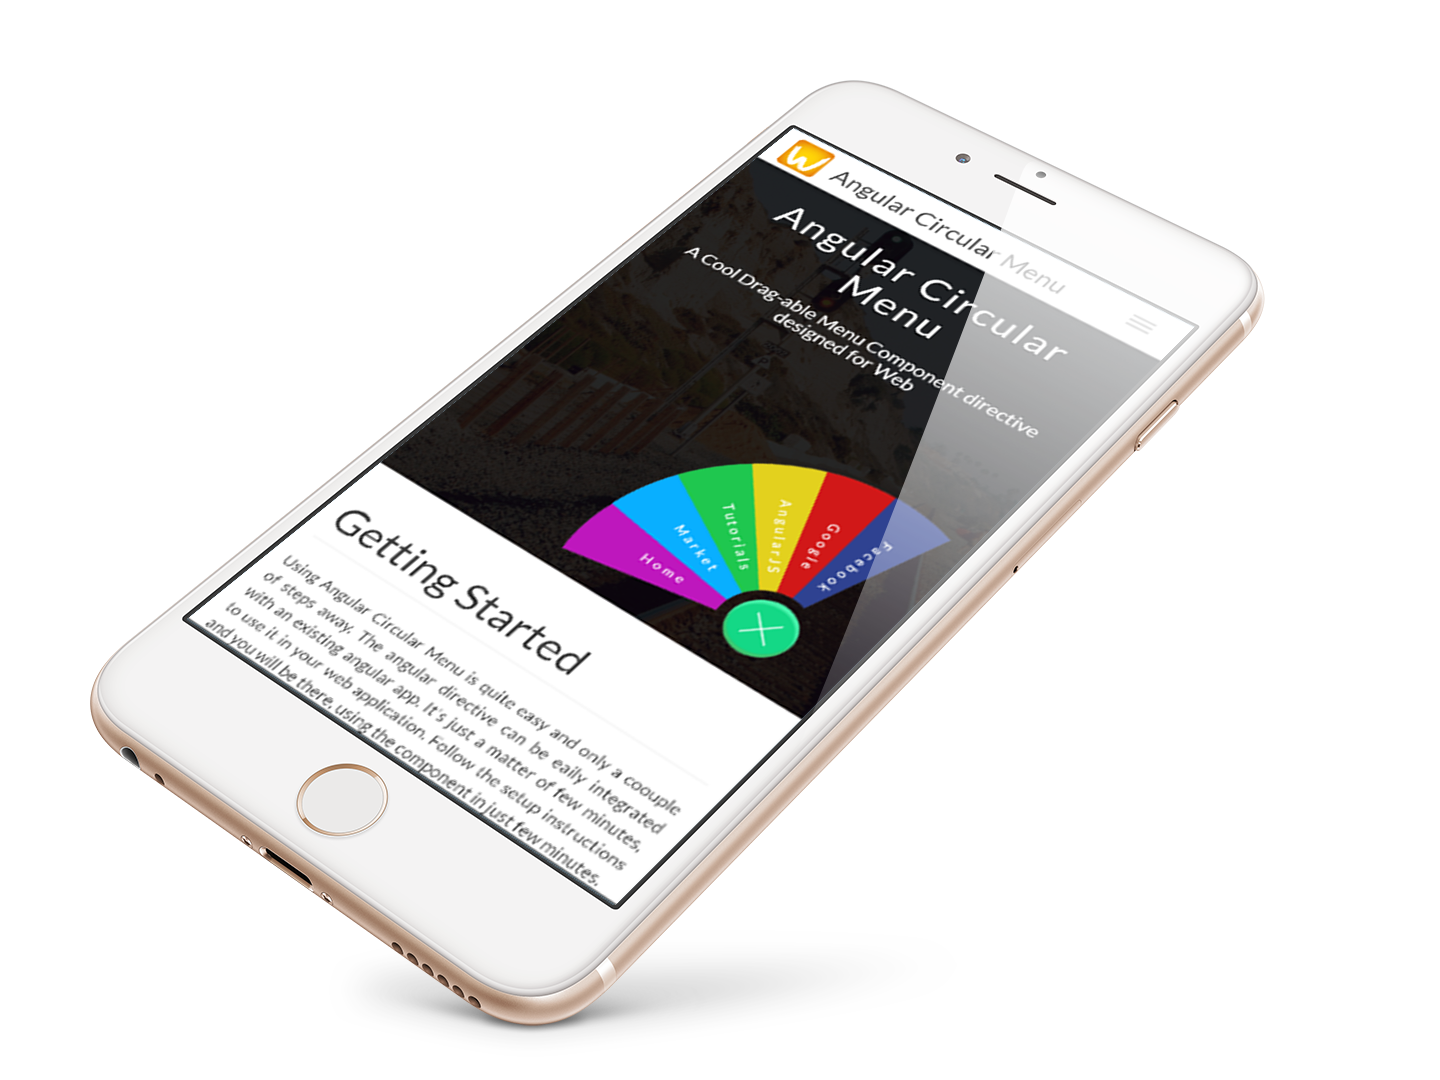 Angular Circular Menu
Angular Circular
Menu
A Cool Drag-able Menu Component directive
designed for Web
Home
Market
Tutorials
AngularJS
Google
Facebook
Getting Started
Using Angular Circular Menu is quite easy and only a coouple
of steps away. The angular directive can be eaily integrated
with an existing angular app. It's just a matter of few minutes,
to use it in your web application. Follow the setup instructions
and you will be there, using the component in just few minutes.